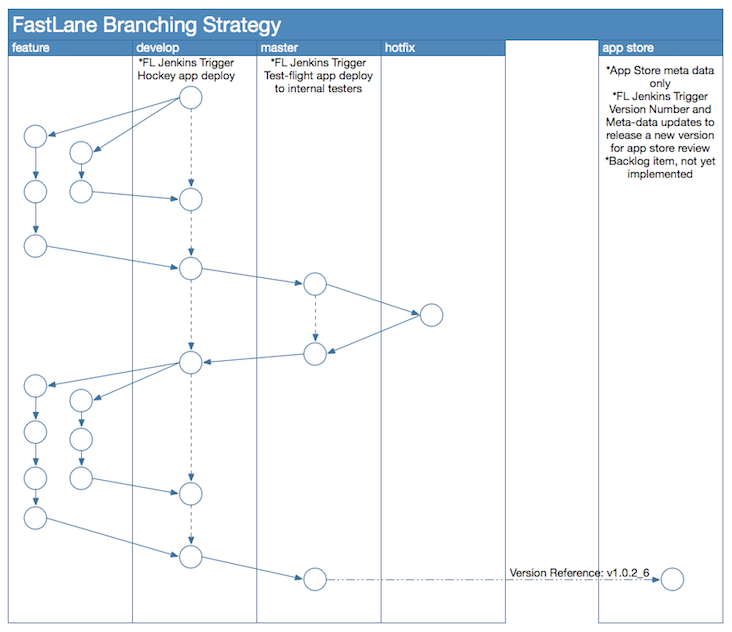 FastLane Branching Strategy
feature
develop
master
hotfix
app store
*FL Jenkins Trigger
Hockey app deploy
*FL Jenkins Trigger
Test-flight app deploy
to internal testers
*App Store meta data
only
*FL Jenkins Trigger
Version Number and
Meta-data updates to
release a new version
for app store review
*Backlog item, not yet
implemented
Version Reference: v1.0.2_6